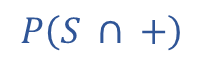 P(S ∩ +)